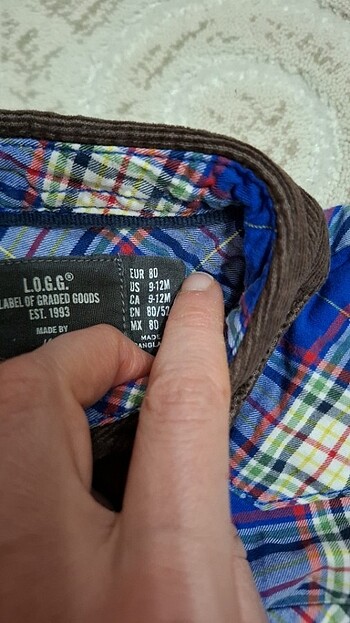 L.O.G.G.®
LABEL OF GRADED GOODS
EST. 1993
MADE BY
EUR 80
US 9-12M
CA 9-12M
CN 80/52
MX 80
MADE